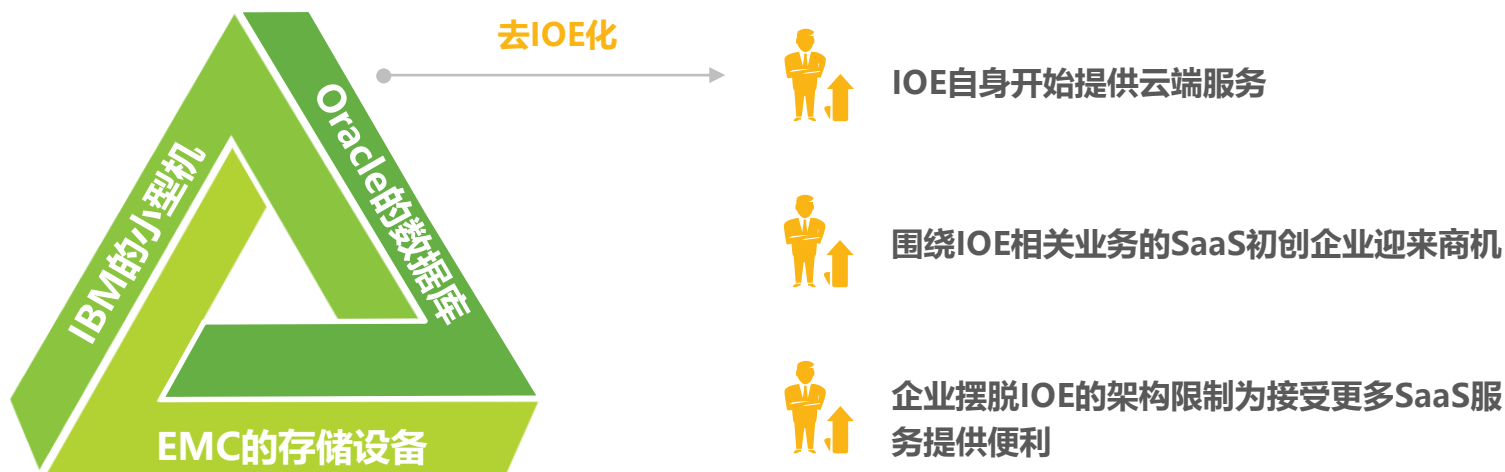 去IOE化
IOE自身开始提供云端服务
Oracle的数据库
IBM的小型机
围绕IOE相关业务的SaaS初创企业迎来商机
企业摆脱IOE的架构限制为接受更多SaaS服
务提供便利
EMC的存储设备